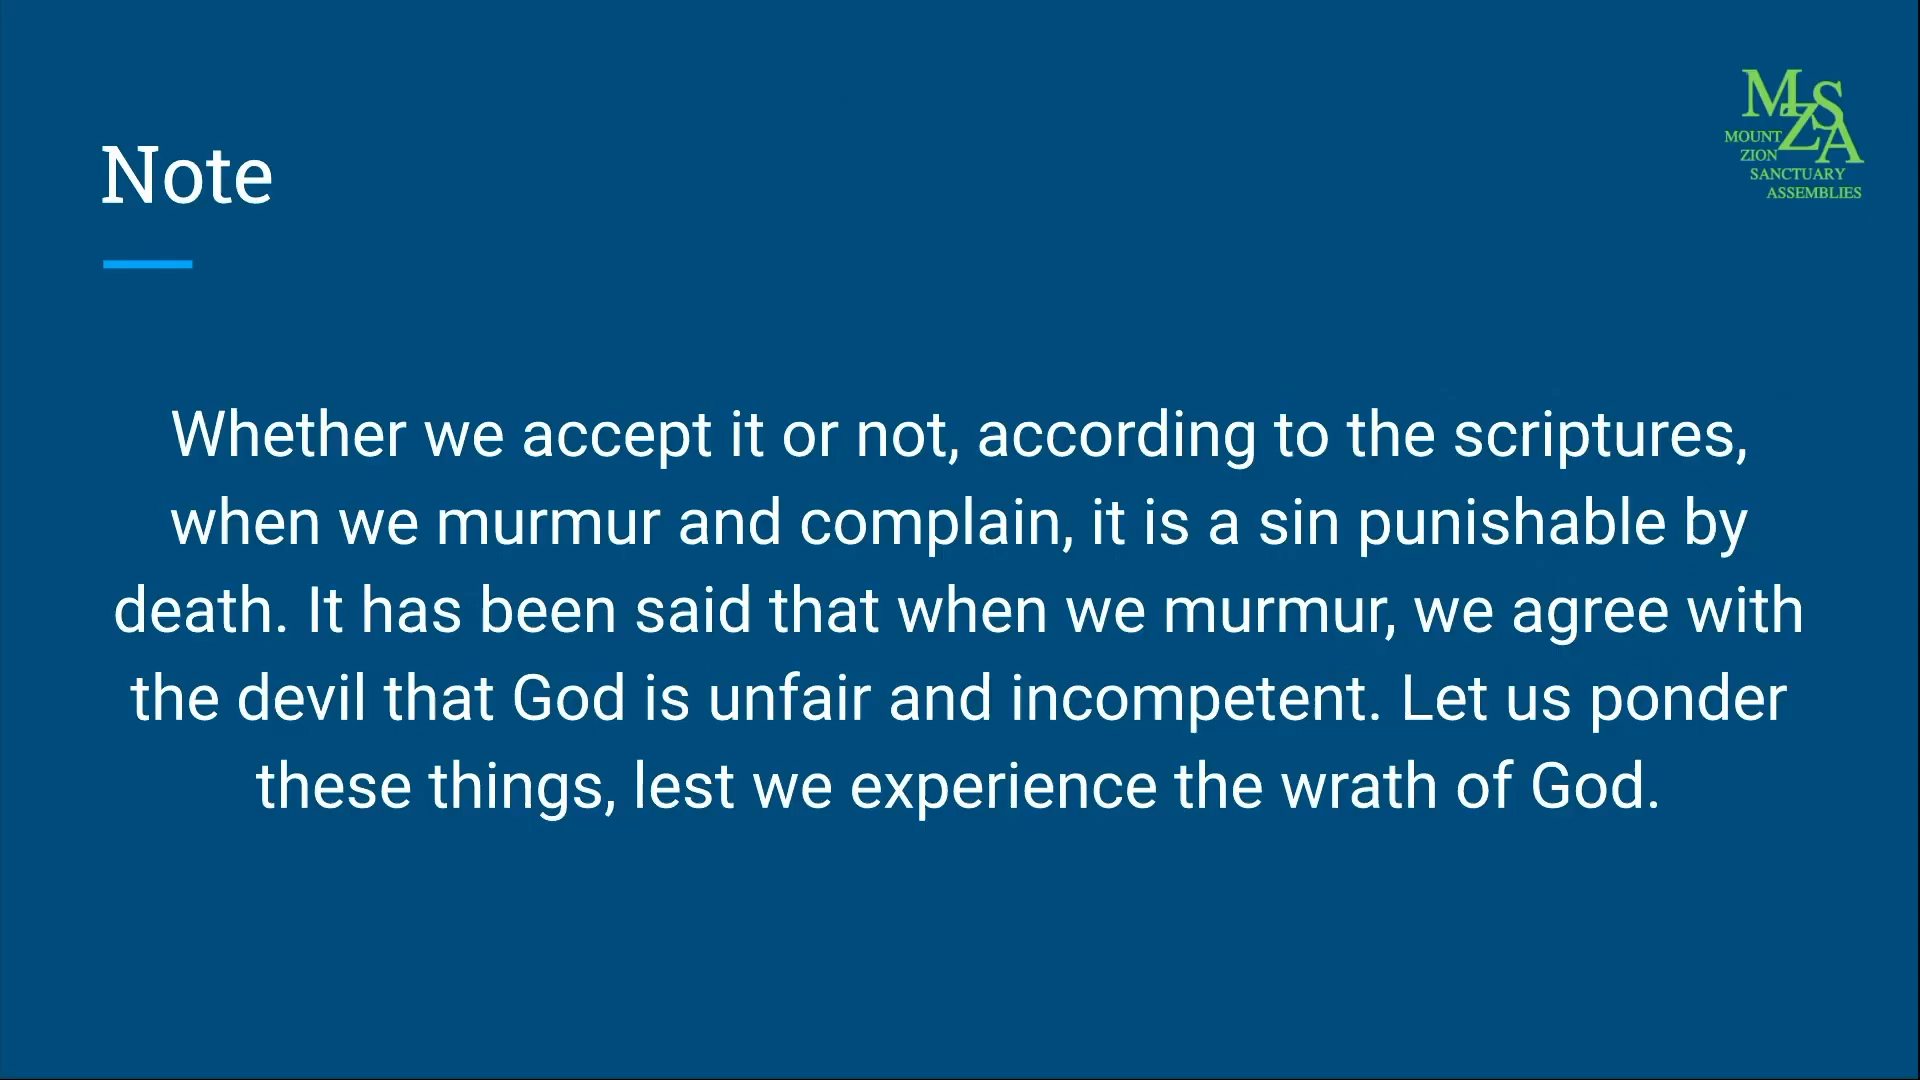 MZSA
MOUNT
ZION
SANCTUARY
ASSEMBLIES
Note
Whether we accept it or not, according to the scriptures,
when we murmur and complain, it is a sin punishable by
death. It has been said that when we murmur, we agree with
the devil that God is unfair and incompetent. Let us ponder
these things, lest we experience the wrath of God.